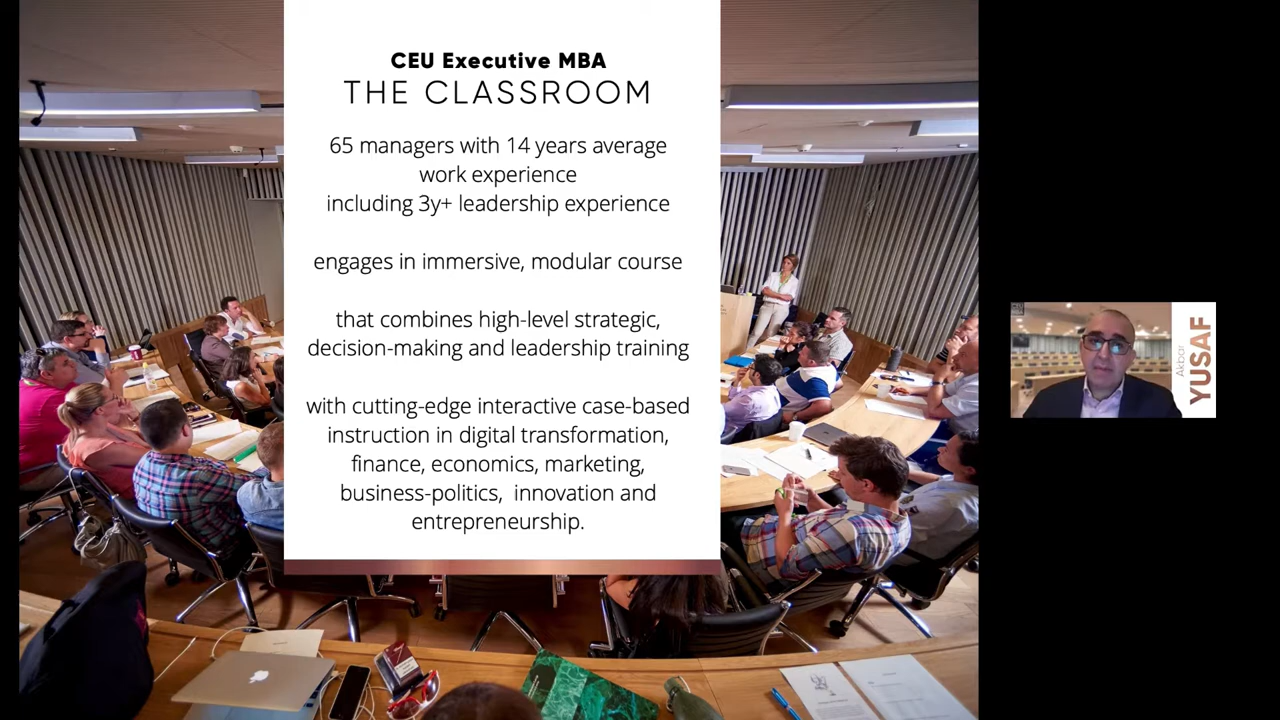 CEU Executive MBA
THE CLASSROOM
65 managers with 14 years average
work experience
including 3y+ leadership experience
engages in immersive, modular course
that combines high-level strategic,
decision-making and leadership training
with cutting-edge interactive case-based
instruction in digital transformation,
finance, economics, marketing,
business-politics, innovation and
entrepreneurship.
Akbar
YUSAF